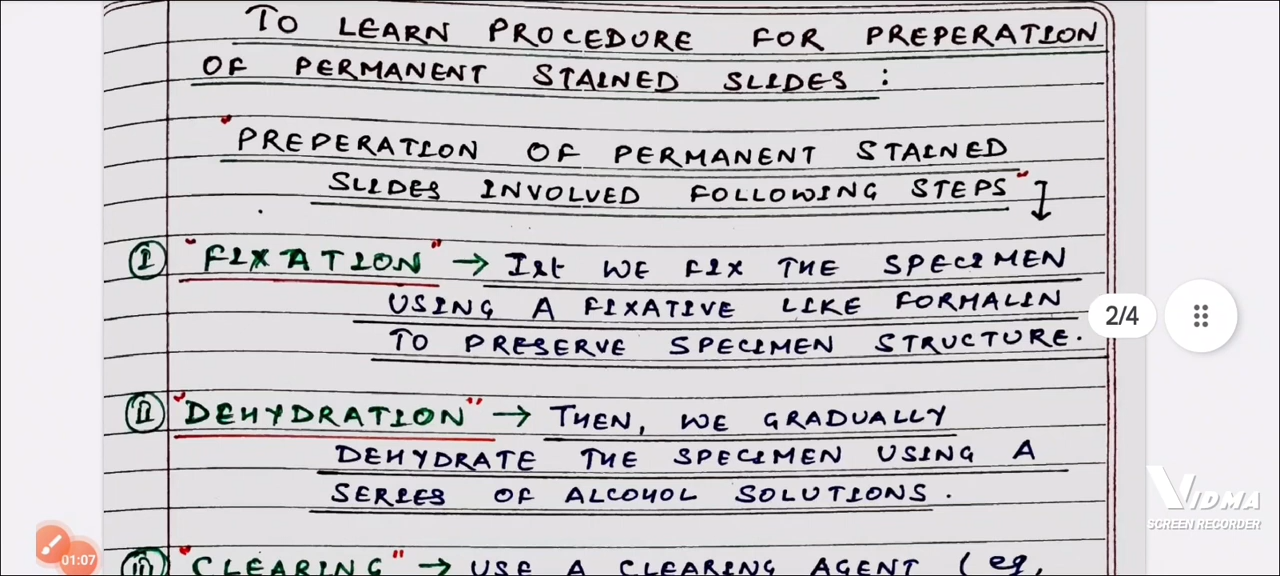 TO LEARN PROCEDURE FOR PREPERATION
OF PERMANENT STAINED SLIDES :
"PREPERATION OF PERMANENT STAINED
SLIDES INVOLVED FOLLOWING STEPS" ↓
(I) "FIXATION" → Ist WE FIX THE SPECIMEN
USING A FIXATIVE LIKE FORMALIN
2/4
TO PRESERVE SPECIMEN STRUCTURE.
(II) "DEHYDRATION" → THEN, WE GRADUALLY
DEHYDRATE THE SPECIMEN USING A
SERIES OF ALCOHOL SOLUTIONS.
VIDMA
SCREEN RECORDER
01:07
(III) "CLEARING" → USE A CLEARING AGENT (eg,